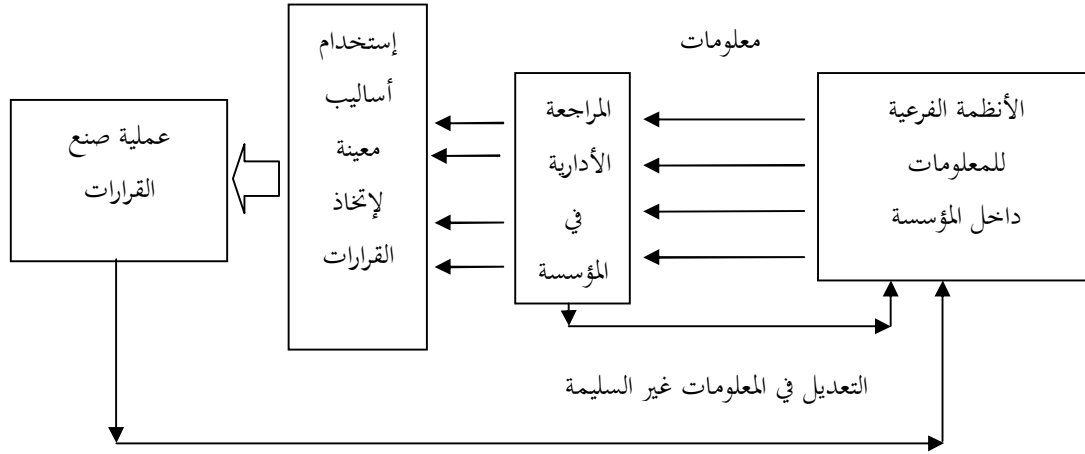 معلومات
الأنظمة الفرعية
للمعلومات
داخل المؤسسة
المراجعة
الأدارية
في
المؤسسة
إستخدام
أساليب
معينة
لإتخاذ
القرارات
عملية صنع
القرارات
التعديل في المعلومات غير السليمة